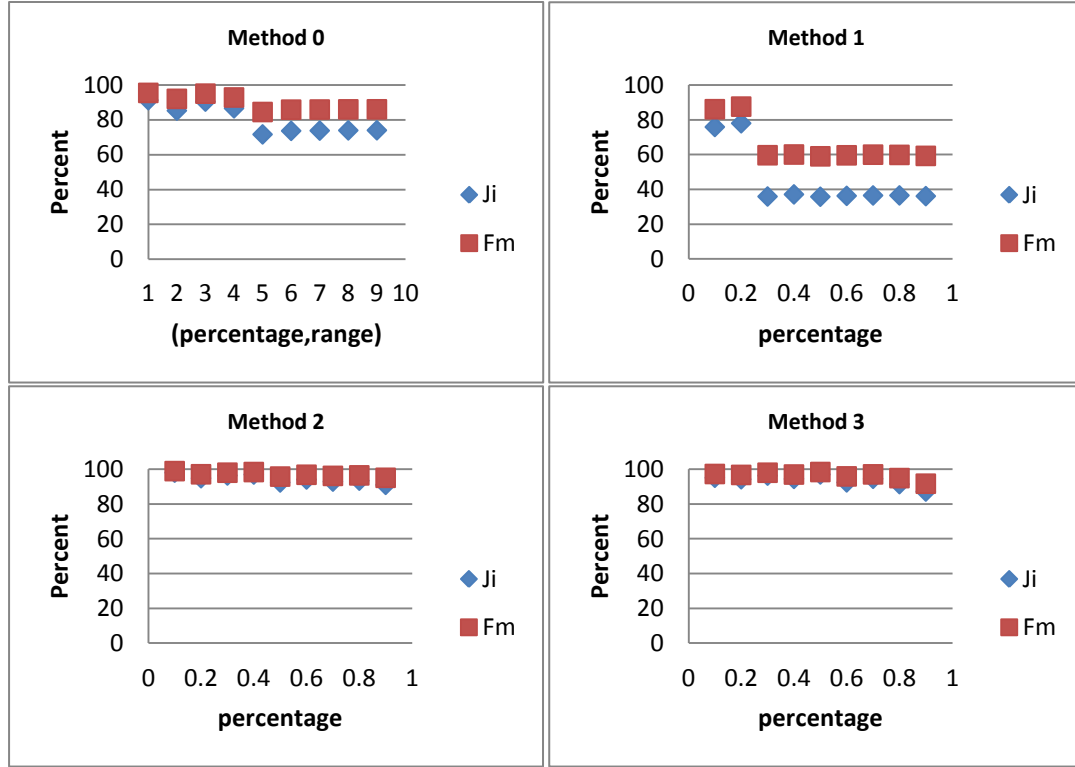 Method 0
100
80
60
40
20
0
Percent
1 2 3 4 5 6 7 8 9 10
(percentage,range)
Ji
Fm
Method 1
100
80
60
40
20
0
Percent
0 0.2 0.4 0.6 0.8 1
percentage
Ji
Fm
Method 2
100
80
60
40
20
0
Percent
0 0.2 0.4 0.6 0.8 1
percentage
Ji
Fm
Method 3
100
80
60
40
20
0
Percent
0 0.2 0.4 0.6 0.8 1
percentage
Ji
Fm